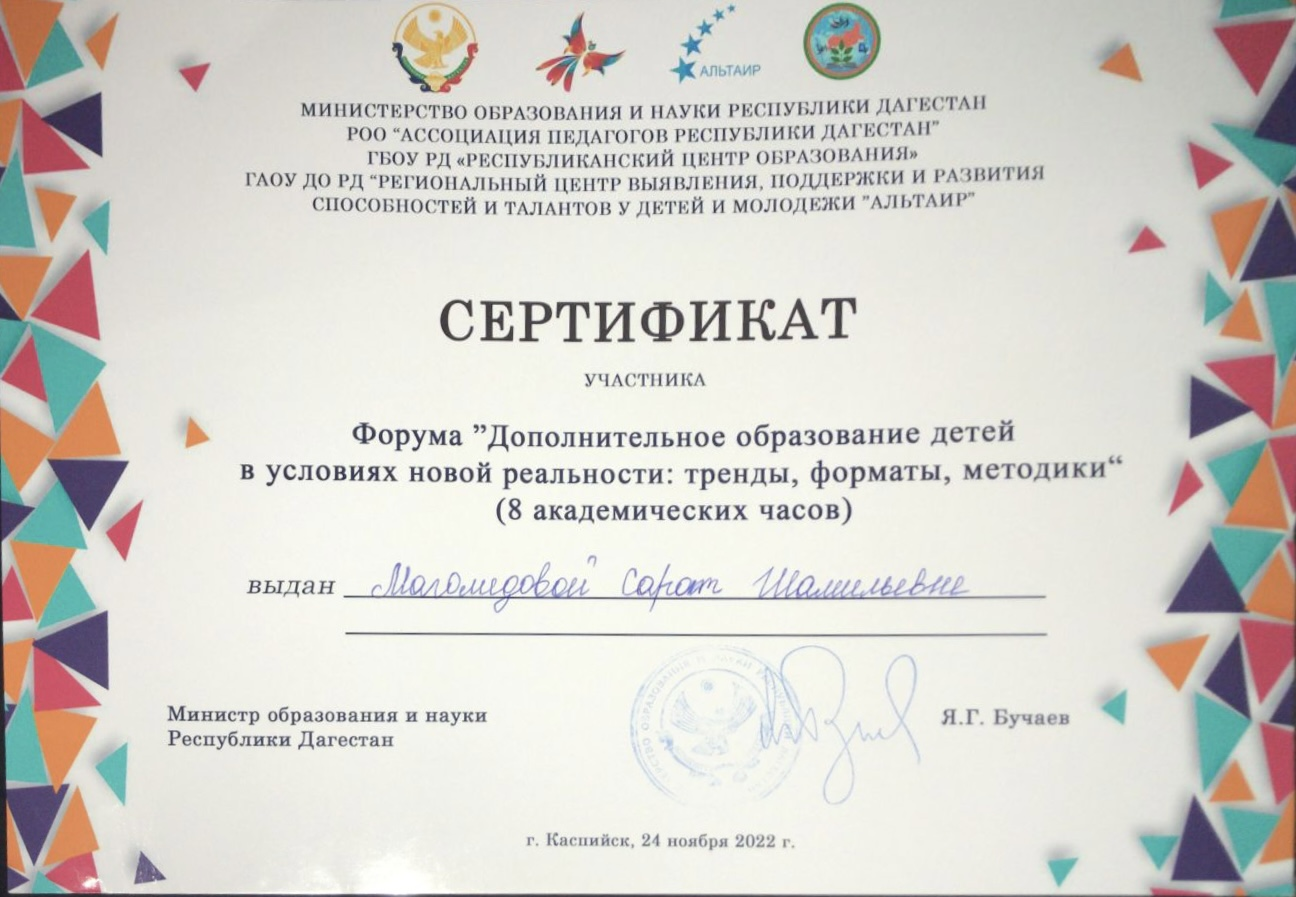 АЛЬТАИР
МИНИСТЕРСТВО ОБРАЗОВАНИЯ И НАУКИ РЕСПУБЛИКИ ДАГЕСТАН
РОО “АССОЦИАЦИЯ ПЕДАГОГОВ РЕСПУБЛИКИ ДАГЕСТАН”
ГБОУ РД «РЕСПУБЛИКАНСКИЙ ЦЕНТР ОБРАЗОВАНИЯ»
ГАОУ ДО РД “РЕГИОНАЛЬНЫЙ ЦЕНТР ВЫЯВЛЕНИЯ, ПОДДЕРЖКИ И РАЗВИТИЯ
СПОСОБНОСТЕЙ И ТАЛАНТОВ У ДЕТЕЙ И МОЛОДЕЖИ ”АЛЬТАИР”
СЕРТИФИКАТ
УЧАСТНИКА
Форума ”Дополнительное образование детей
в условиях новой реальности: тренды, форматы, методики“
(8 академических часов)
выдан Магомедовой Сарат Шамильевне
Министр образования и науки
Республики Дагестан
Я.Г. Бучаев
г. Каспийск, 24 ноября 2022 г.